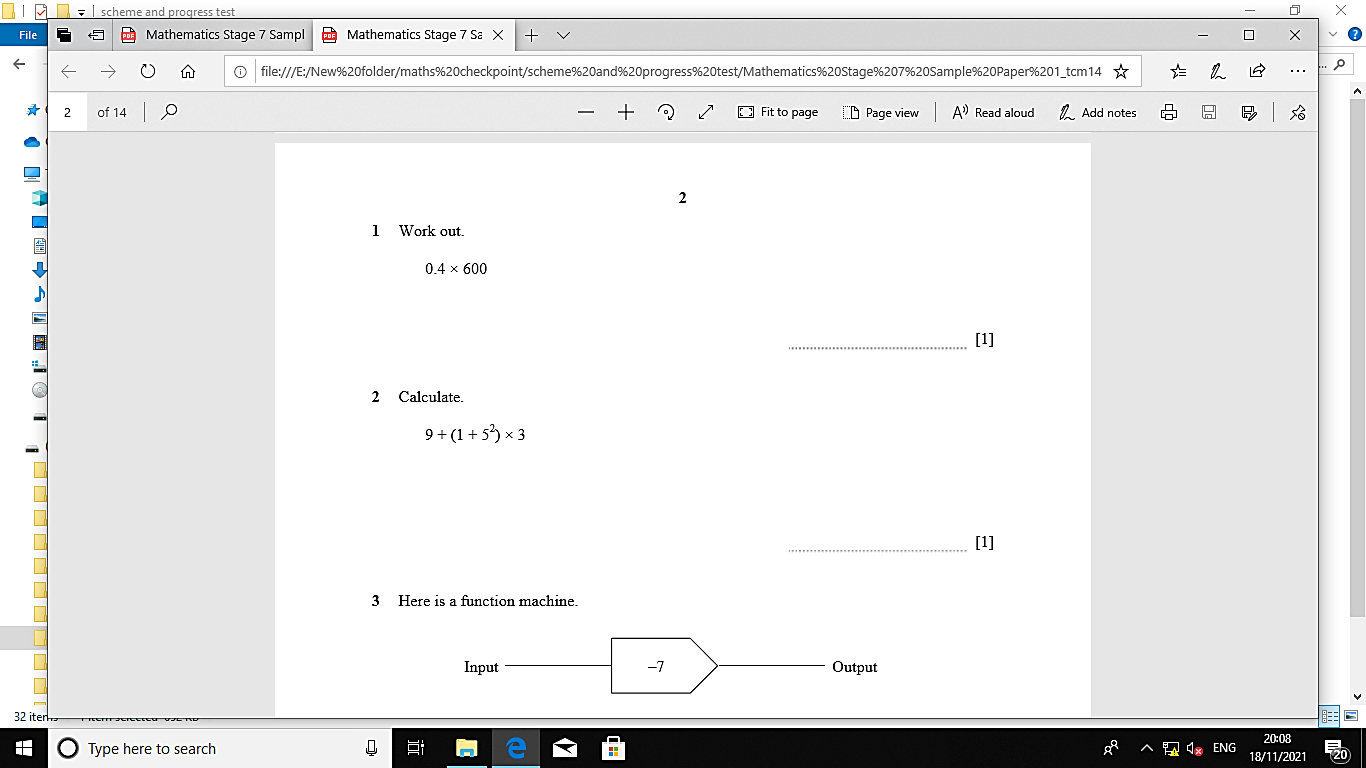 scheme and progress test
File
Mathematics Stage 7 Sampl
Mathematics Stage 7 Sa
file:///E:/New%20folder/maths%20checkpoint/scheme%20and%20progress%20test/Mathematics%20Stage%207%20Sample%20Paper%201_tcm14
2 of 14
Fit to page
Page view
Read aloud
Add notes
2
1 Work out.
0.4 × 600
[1]
2 Calculate.
9 + (1 + 5²) × 3
[1]
3 Here is a function machine.
Input
−7
Output
32 items
Type here to search
ENG
20:08
18/11/2021
20